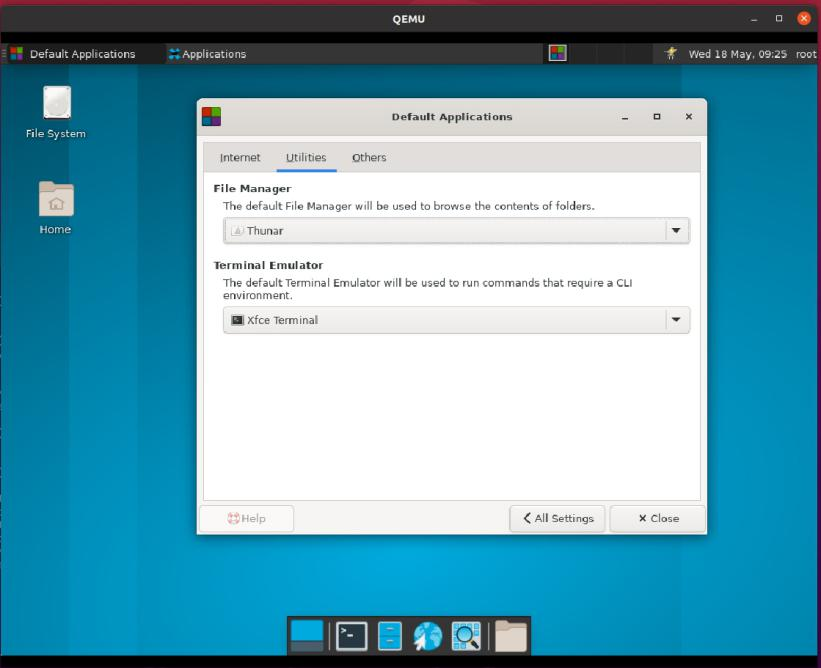 QEMU
Default Applications
Applications
Wed 18 May, 09:25
root
File System
Home
Default Applications
Internet
Utilities
Others
File Manager
The default File Manager will be used to browse the contents of folders.
Thunar
Terminal Emulator
The default Terminal Emulator will be used to run commands that require a CLI
environment.
Xfce Terminal
Help
All Settings
Close